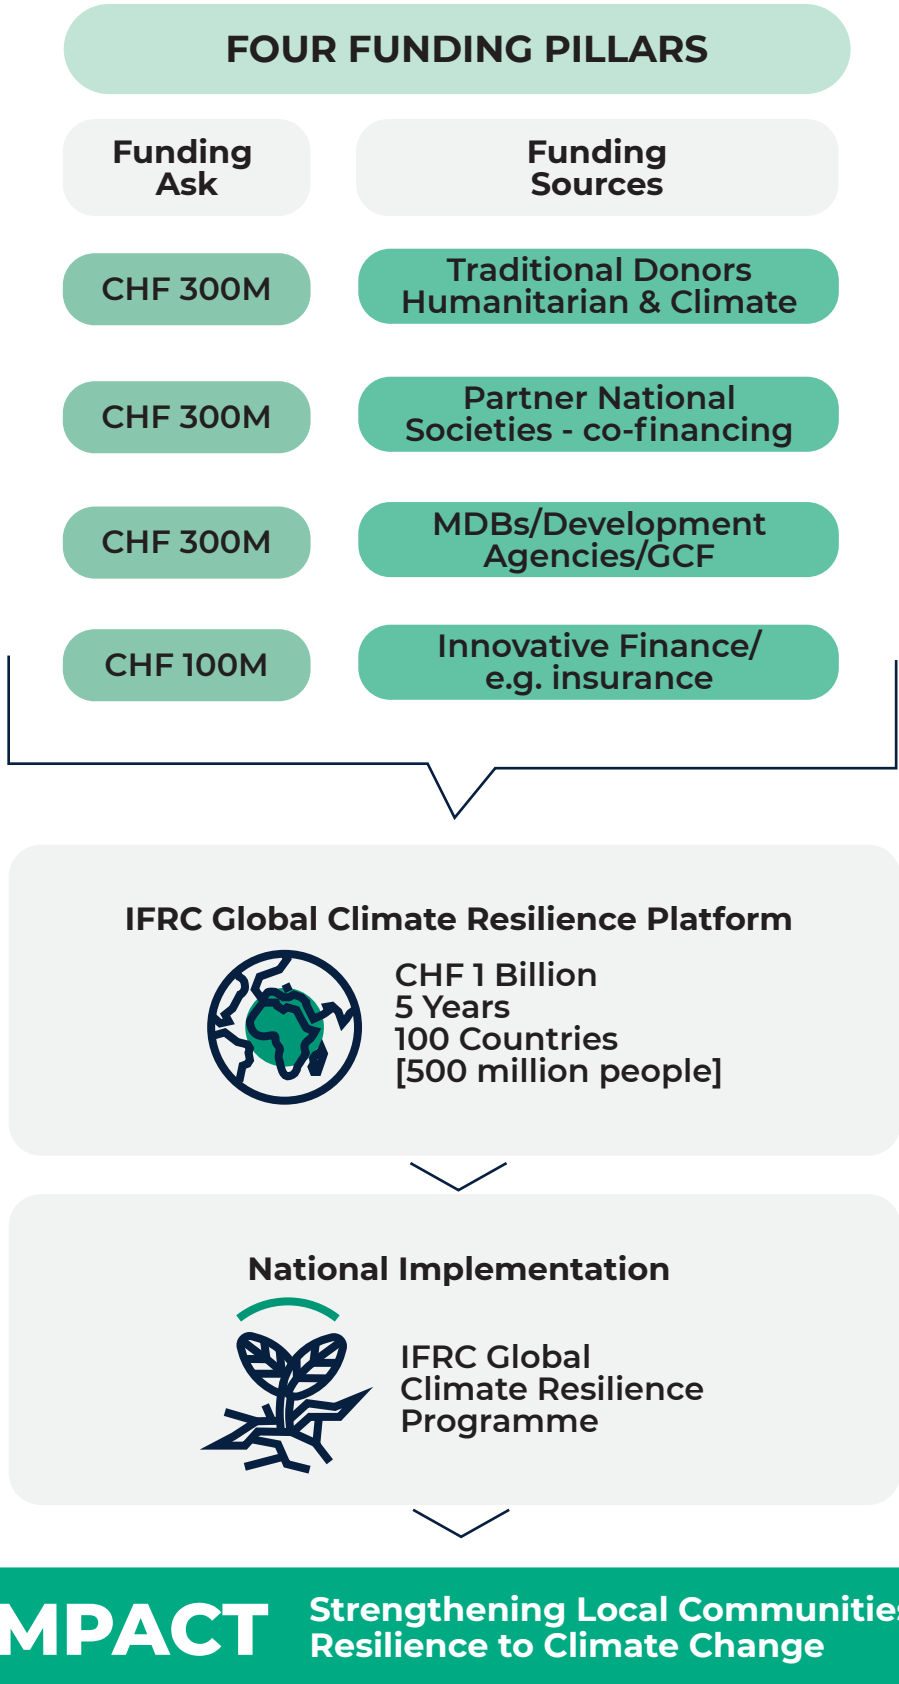 FOUR FUNDING PILLARS
Funding
Ask
Funding
Sources
CHF 300M
Traditional Donors
Humanitarian & Climate
CHF 300M
Partner National
Societies - co-financing
CHF 300M
MDBs/Development
Agencies/GCF
CHF 100M
Innovative Finance/
e.g. insurance
IFRC Global Climate Resilience Platform
CHF 1 Billion
5 Years
100 Countries
[500 million people]
National Implementation
IFRC Global
Climate Resilience
Programme
MPACT
Strengthening Local Communities
Resilience to Climate Change